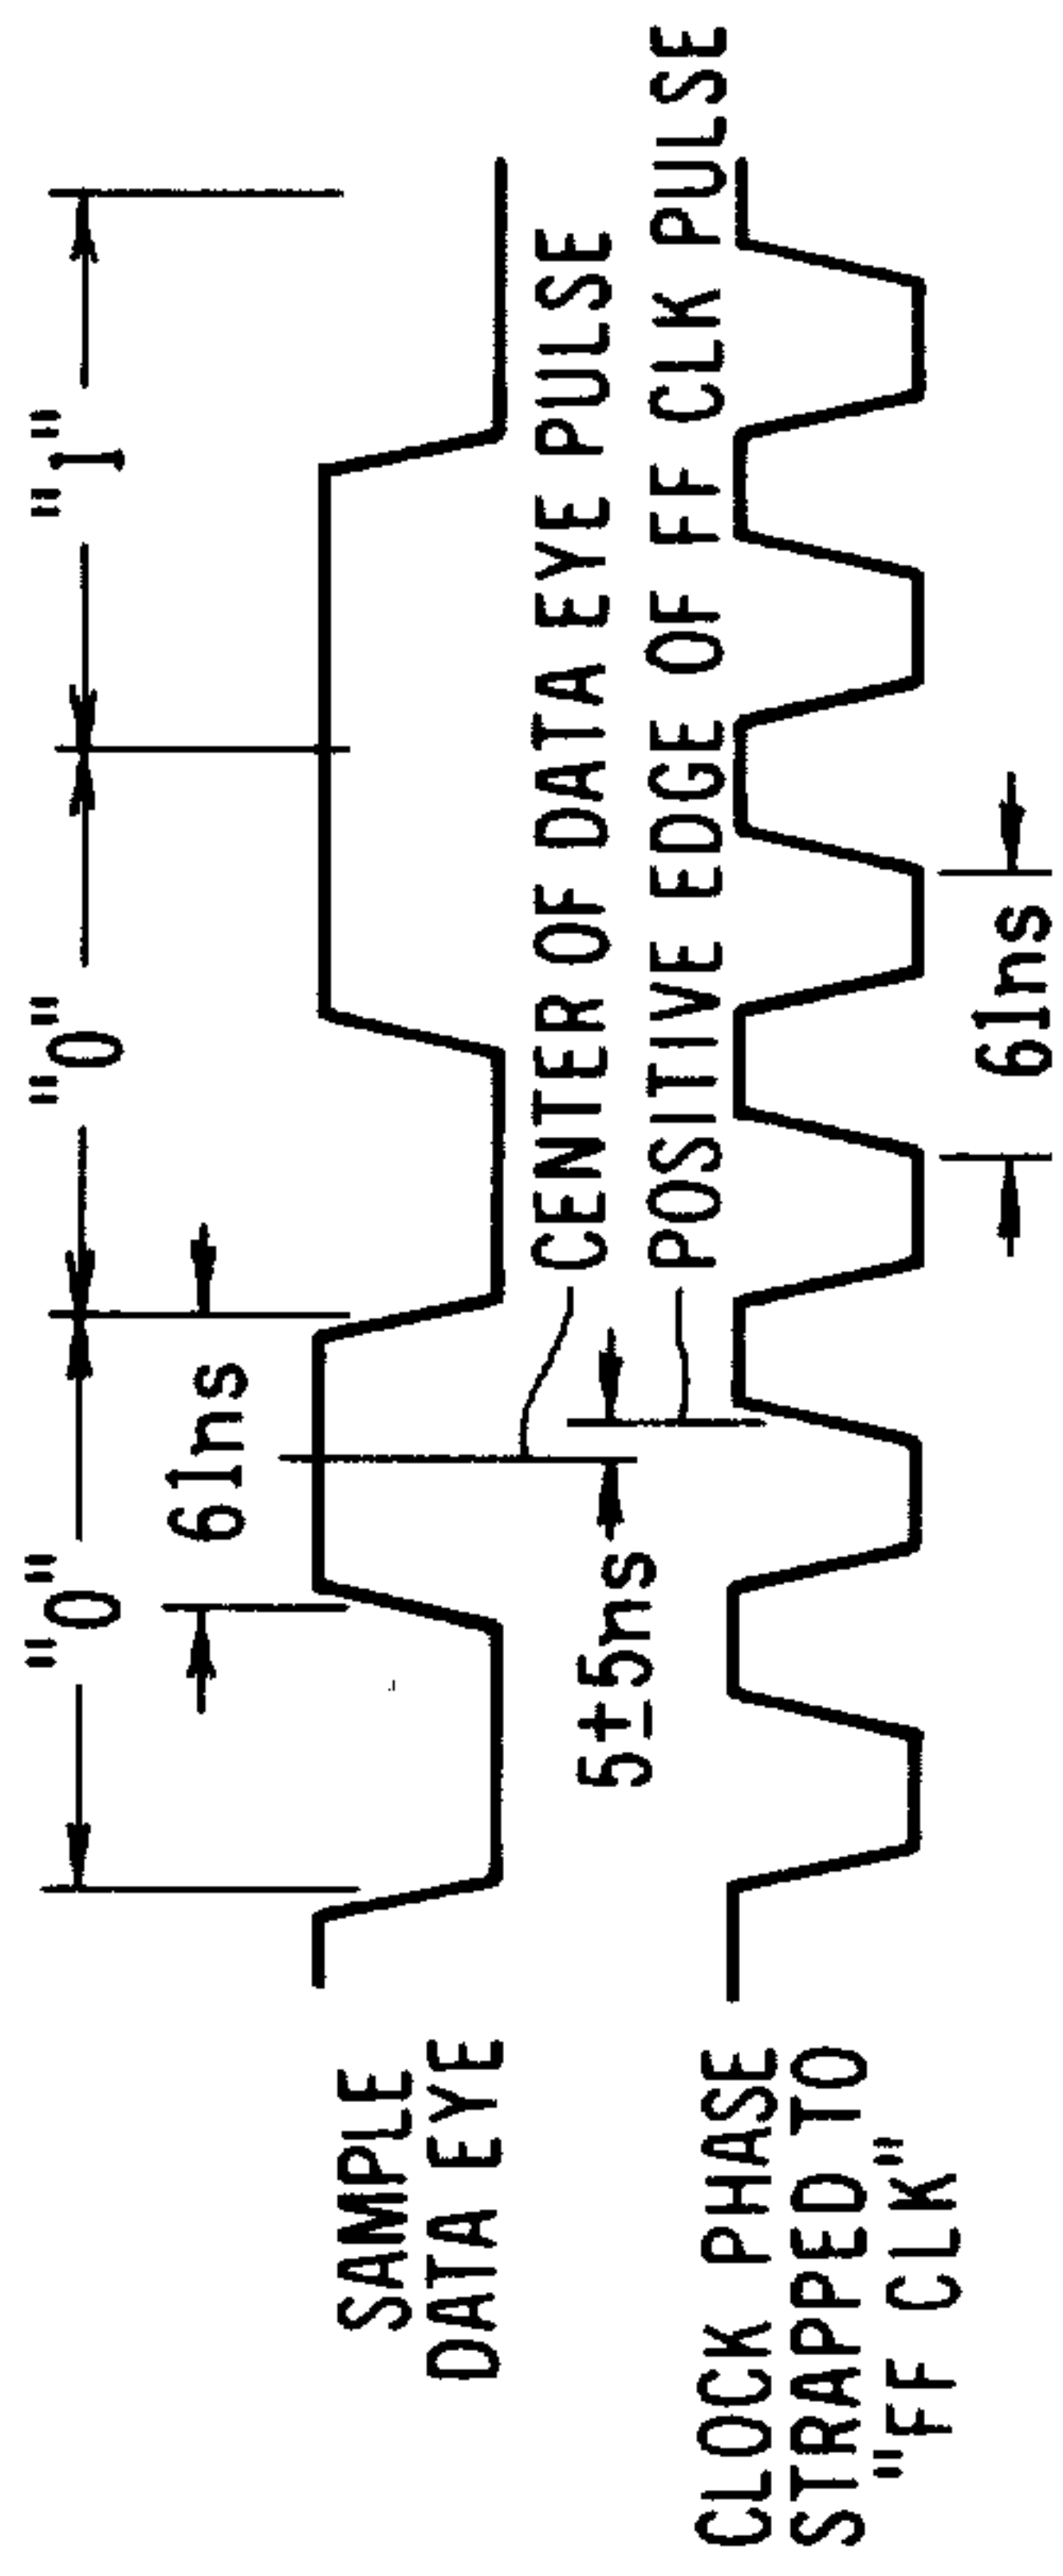 "0"
"0"
"1"
61ns
SAMPLE
DATA EYE
CENTER OF DATA EYE PULSE
5±5ns
POSITIVE EDGE OF FF CLK PULSE
CLOCK PHASE
STRAPPED TO
"FF CLK"
61ns